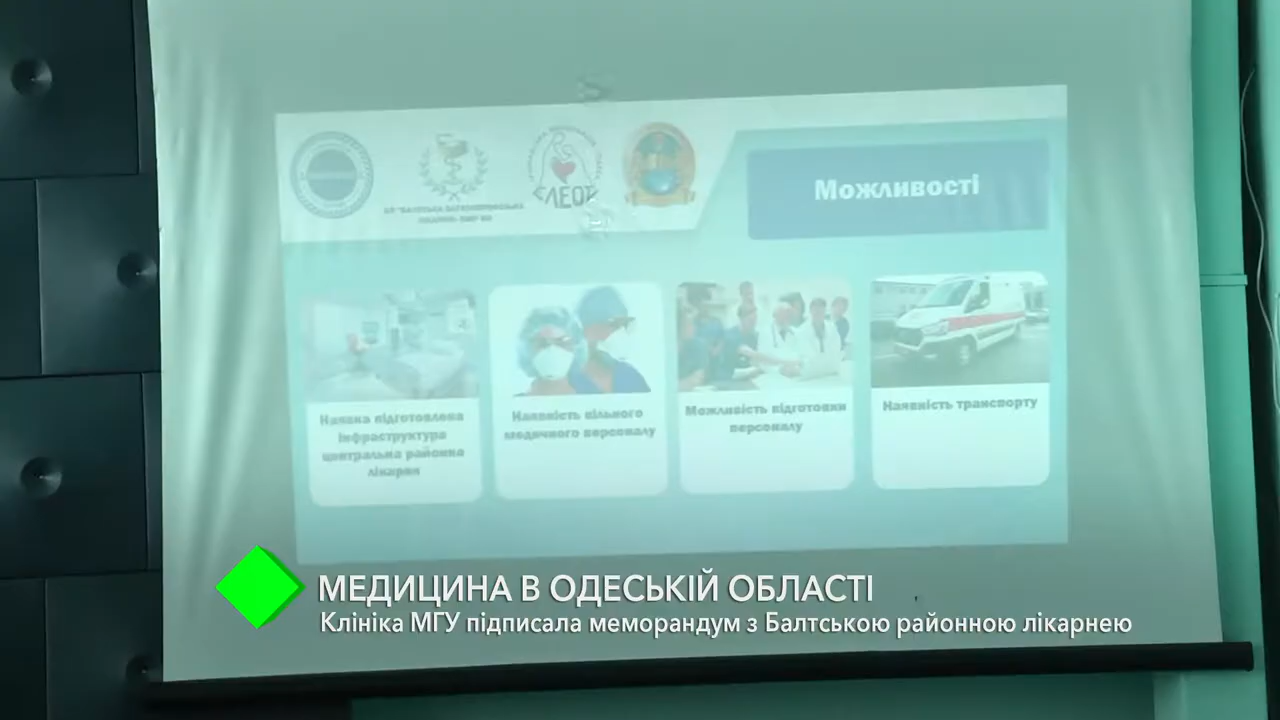 Можливості
ЄЛЕОТ
Наявна підготовлена
інфраструктура
центральна районна
лікарня
Наявність вільного
медичного персоналу
Можливість підготовки
персоналу
Наявність транспорту
МЕДИЦИНА В ОДЕСЬКІЙ ОБЛАСТІ
Клініка МГУ підписала меморандум з Балтською районною лікарнею